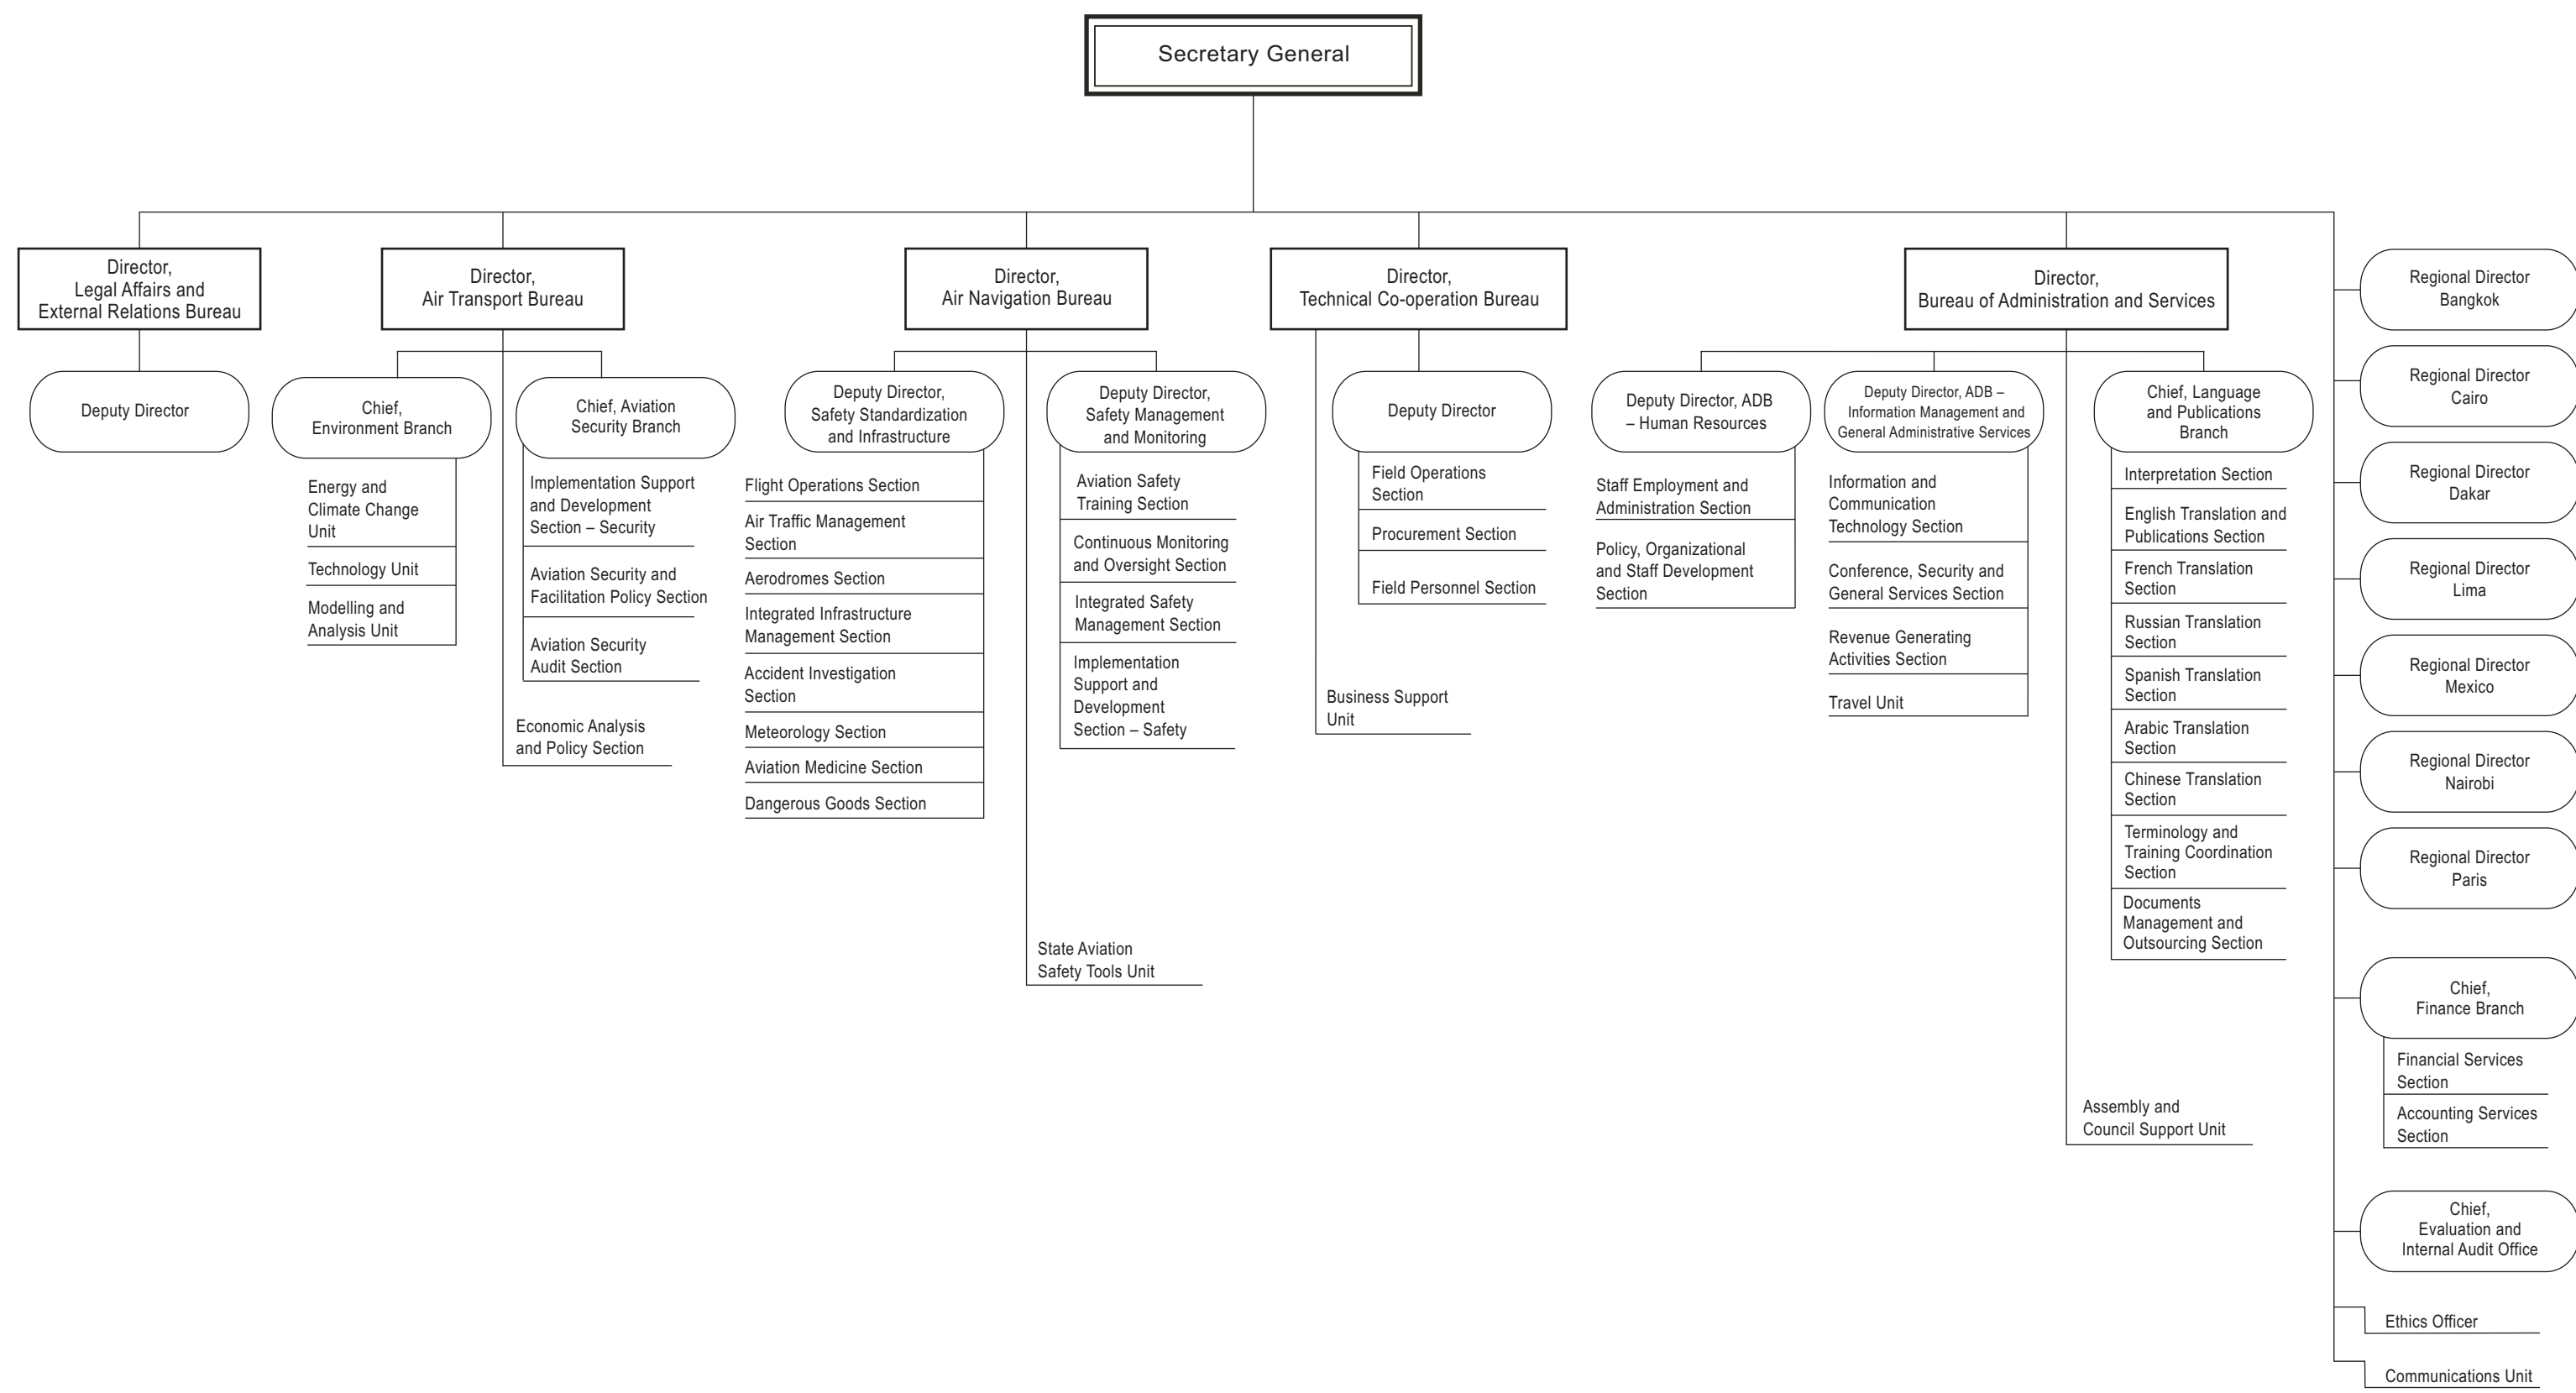 Secretary General
Director,
Legal Affairs and
External Relations Bureau
Deputy Director
Director,
Air Transport Bureau
Chief,
Environment Branch
Energy and
Climate Change
Unit
Technology Unit
Modelling and
Analysis Unit
Chief, Aviation
Security Branch
Implementation Support
and Development
Section – Security
Aviation Security and
Facilitation Policy Section
Aviation Security
Audit Section
Economic Analysis
and Policy Section
Director,
Air Navigation Bureau
Deputy Director,
Safety Standardization
and Infrastructure
Flight Operations Section
Air Traffic Management
Section
Aerodromes Section
Integrated Infrastructure
Management Section
Accident Investigation
Section
Meteorology Section
Aviation Medicine Section
Dangerous Goods Section
Deputy Director,
Safety Management
and Monitoring
Aviation Safety
Training Section
Continuous Monitoring
and Oversight Section
Integrated Safety
Management Section
Implementation
Support and
Development
Section – Safety
State Aviation
Safety Tools Unit
Director,
Technical Co-operation Bureau
Deputy Director
Field Operations
Section
Procurement Section
Field Personnel Section
Business Support
Unit
Director,
Bureau of Administration and Services
Deputy Director, ADB
– Human Resources
Staff Employment and
Administration Section
Policy, Organizational
and Staff Development
Section
Deputy Director, ADB –
Information Management and
General Administrative Services
Information and
Communication
Technology Section
Conference, Security and
General Services Section
Revenue Generating
Activities Section
Travel Unit
Chief, Language
and Publications
Branch
Interpretation Section
English Translation and
Publications Section
French Translation
Section
Russian Translation
Section
Spanish Translation
Section
Arabic Translation
Section
Chinese Translation
Section
Terminology and
Training Coordination
Section
Documents
Management and
Outsourcing Section
Assembly and
Council Support Unit
Regional Director
Bangkok
Regional Director
Cairo
Regional Director
Dakar
Regional Director
Lima
Regional Director
Mexico
Regional Director
Nairobi
Regional Director
Paris
Chief,
Finance Branch
Financial Services
Section
Accounting Services
Section
Chief,
Evaluation and
Internal Audit Office
Ethics Officer
Communications Unit